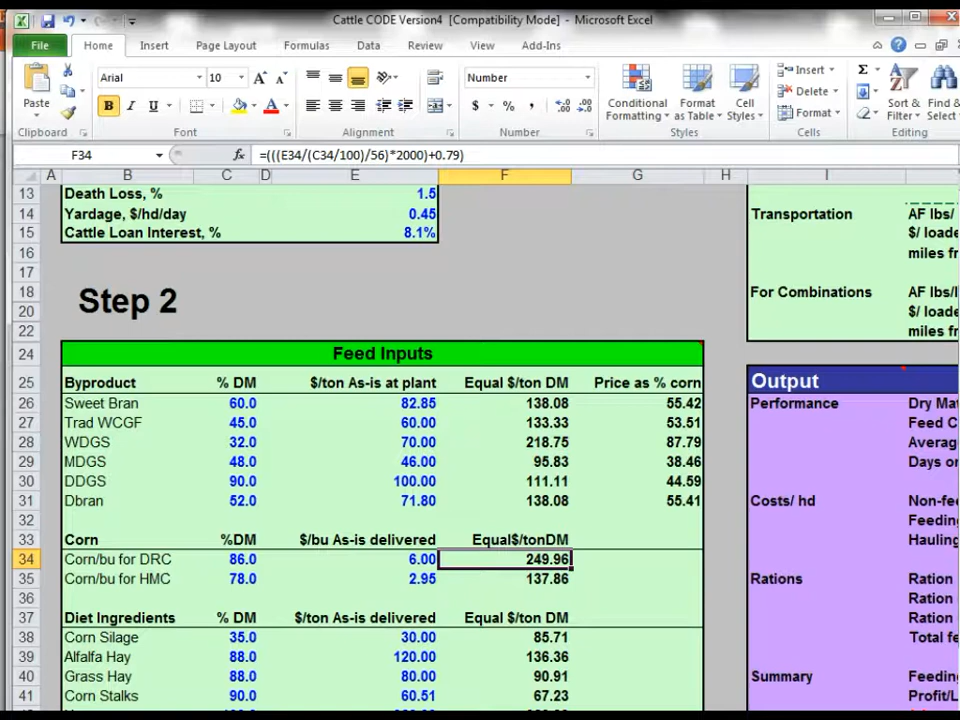 Cattle CODE Version4 [Compatibility Mode] - Microsoft Excel
File Home Insert Page Layout Formulas Data Review View Add-Ins
Arial 10 Number Insert
Paste B I U $ % , Conditional Formatting Format as Table Cell Styles Delete Format Sort & Filter Find & Select
Clipboard Font Alignment Number Styles Cells Editing
F34 fx =(((E34/(C34/100)/56)*2000)+0.79)
A B C D E F G H I
13 Death Loss, % 1.5
14 Yardage, $/hd/day 0.45 Transportation AF lbs/
15 Cattle Loan Interest, % 8.1% $/ loade
16 miles fr
17
18 For Combinations AF lbs/l
20 Step 2 $/ loade
22 miles fr
24 Feed Inputs
25 Byproduct % DM $/ton As-is at plant Equal $/ton DM Price as % corn Output
26 Sweet Bran 60.0 82.85 138.08 55.42 Performance Dry Mat
27 Trad WCGF 45.0 60.00 133.33 53.51 Feed C
28 WDGS 32.0 70.00 218.75 87.79 Averag
29 MDGS 48.0 46.00 95.83 38.46 Days or
30 DDGS 90.0 100.00 111.11 44.59
31 Dbran 52.0 71.80 138.08 55.41 Costs/ hd Non-fee
32 Feeding
33 Corn %DM $/bu As-is delivered Equal$/tonDM Hauling
34 Corn/bu for DRC 86.0 6.00 249.96
35 Corn/bu for HMC 78.0 2.95 137.86 Rations Ration
36 Ration
37 Diet Ingredients % DM $/ton As-is delivered Equal $/ton DM Ration
38 Corn Silage 35.0 30.00 85.71 Total fe
39 Alfalfa Hay 88.0 120.00 136.36
40 Grass Hay 88.0 80.00 90.91 Summary Feeding
41 Corn Stalks 90.0 60.51 67.23 Profit/L